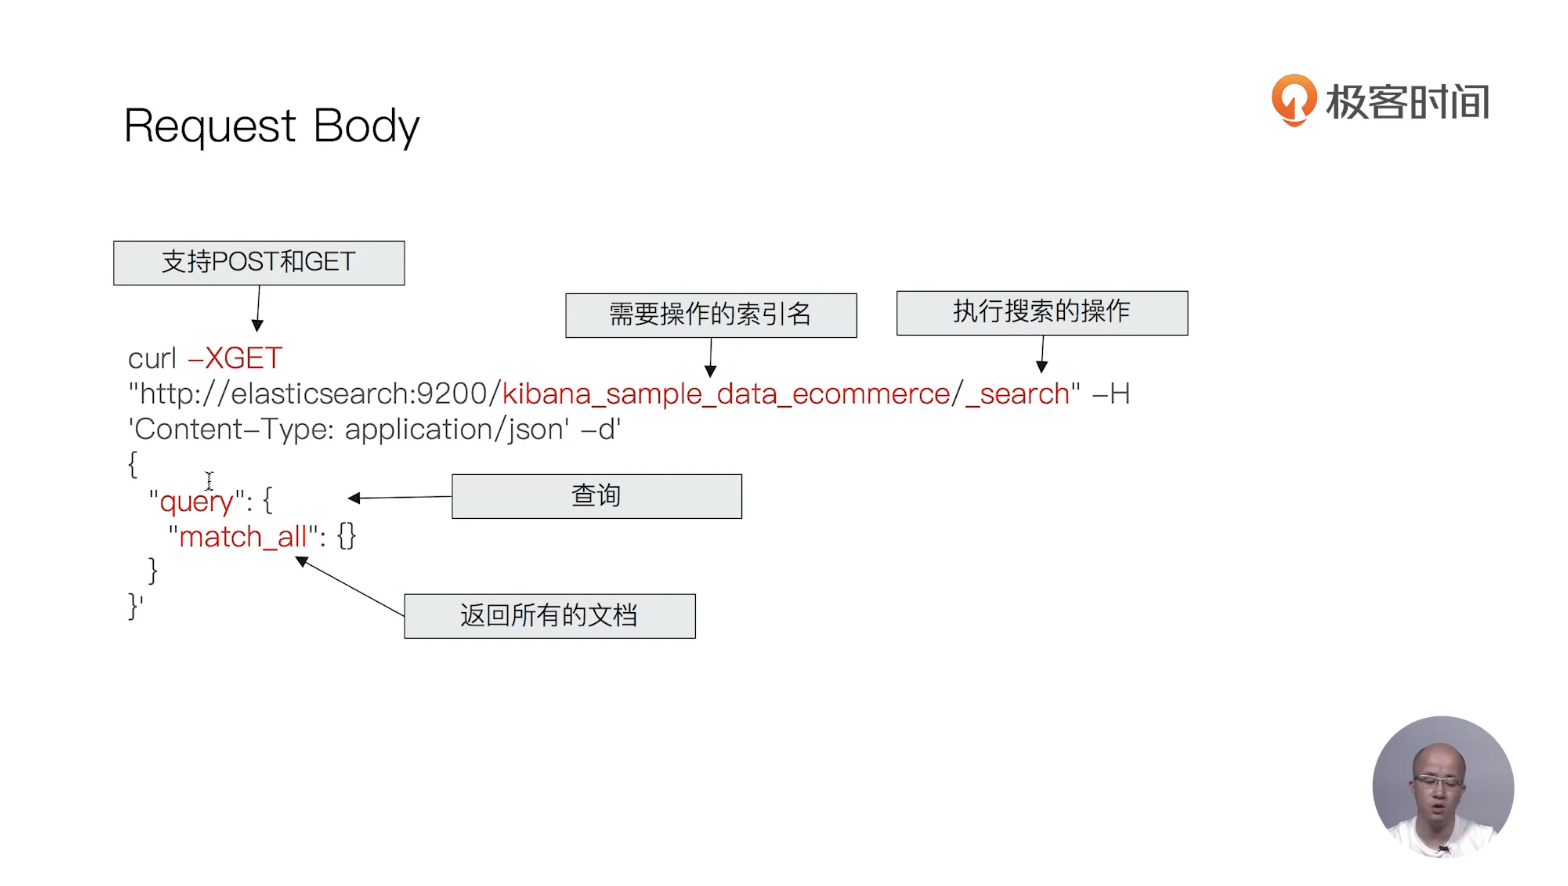 极客时间
Request Body
支持POST和GET
需要操作的索引名
执行搜索的操作
curl -XGET
"http://elasticsearch:9200/kibana_sample_data_ecommerce/_search" -H
'Content-Type: application/json' -d'
{
"query": {
查询
"match_all": {}
}
}'
返回所有的文档